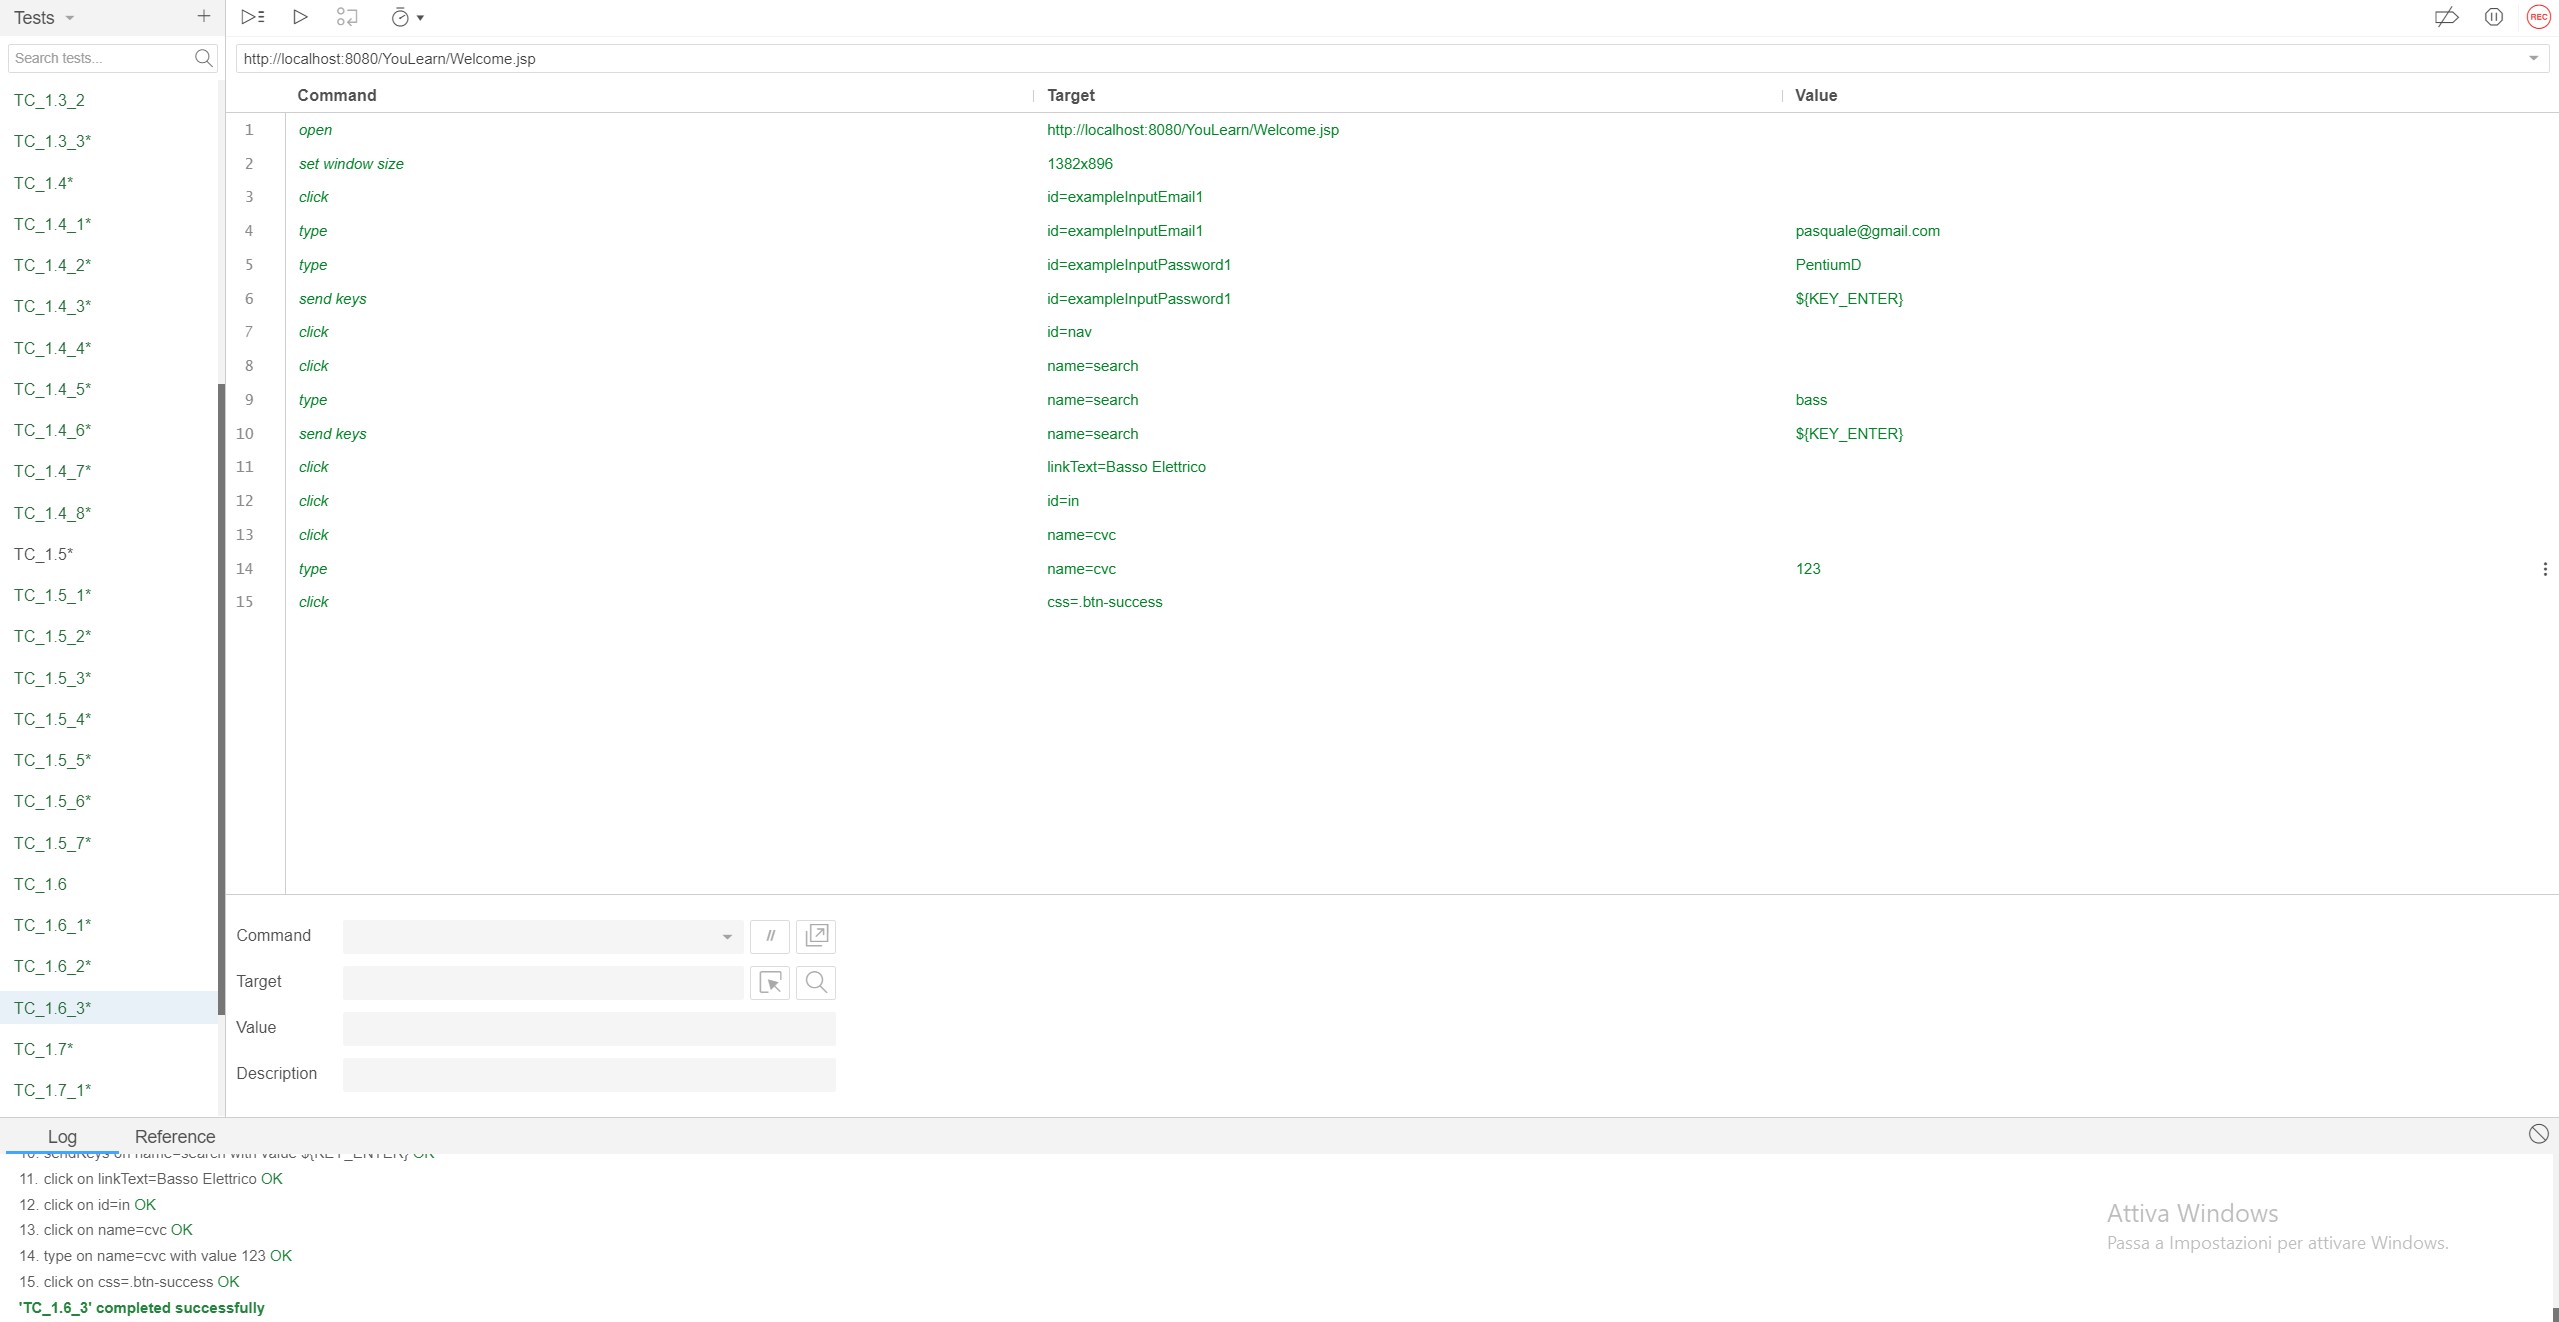 Tests
Search tests...
TC_1.3_2
TC_1.3_3*
TC_1.4*
TC_1.4_1*
TC_1.4_2*
TC_1.4_3*
TC_1.4_4*
TC_1.4_5*
TC_1.4_6*
TC_1.4_7*
TC_1.4_8*
TC_1.5*
TC_1.5_1*
TC_1.5_2*
TC_1.5_3*
TC_1.5_4*
TC_1.5_5*
TC_1.5_6*
TC_1.5_7*
TC_1.6
TC_1.6_1*
TC_1.6_2*
TC_1.6_3*
TC_1.7*
TC_1.7_1*
REC
http://localhost:8080/YouLearn/Welcome.jsp
Command Target Value
1 open http://localhost:8080/YouLearn/Welcome.jsp
2 set window size 1382x896
3 click id=exampleInputEmail1
4 type id=exampleInputEmail1 pasquale@gmail.com
5 type id=exampleInputPassword1 PentiumD
6 send keys id=exampleInputPassword1 ${KEY_ENTER}
7 click id=nav
8 click name=search
9 type name=search bass
10 send keys name=search ${KEY_ENTER}
11 click linkText=Basso Elettrico
12 click id=in
13 click name=cvc
14 type name=cvc 123
15 click css=.btn-success
Command //
Target
Value
Description
Log Reference
10. sendKeys on name=search with value ${KEY_ENTER} OK
11. click on linkText=Basso Elettrico OK
12. click on id=in OK
13. click on name=cvc OK
14. type on name=cvc with value 123 OK
15. click on css=.btn-success OK
'TC_1.6_3' completed successfully
Attiva Windows
Passa a Impostazioni per attivare Windows.